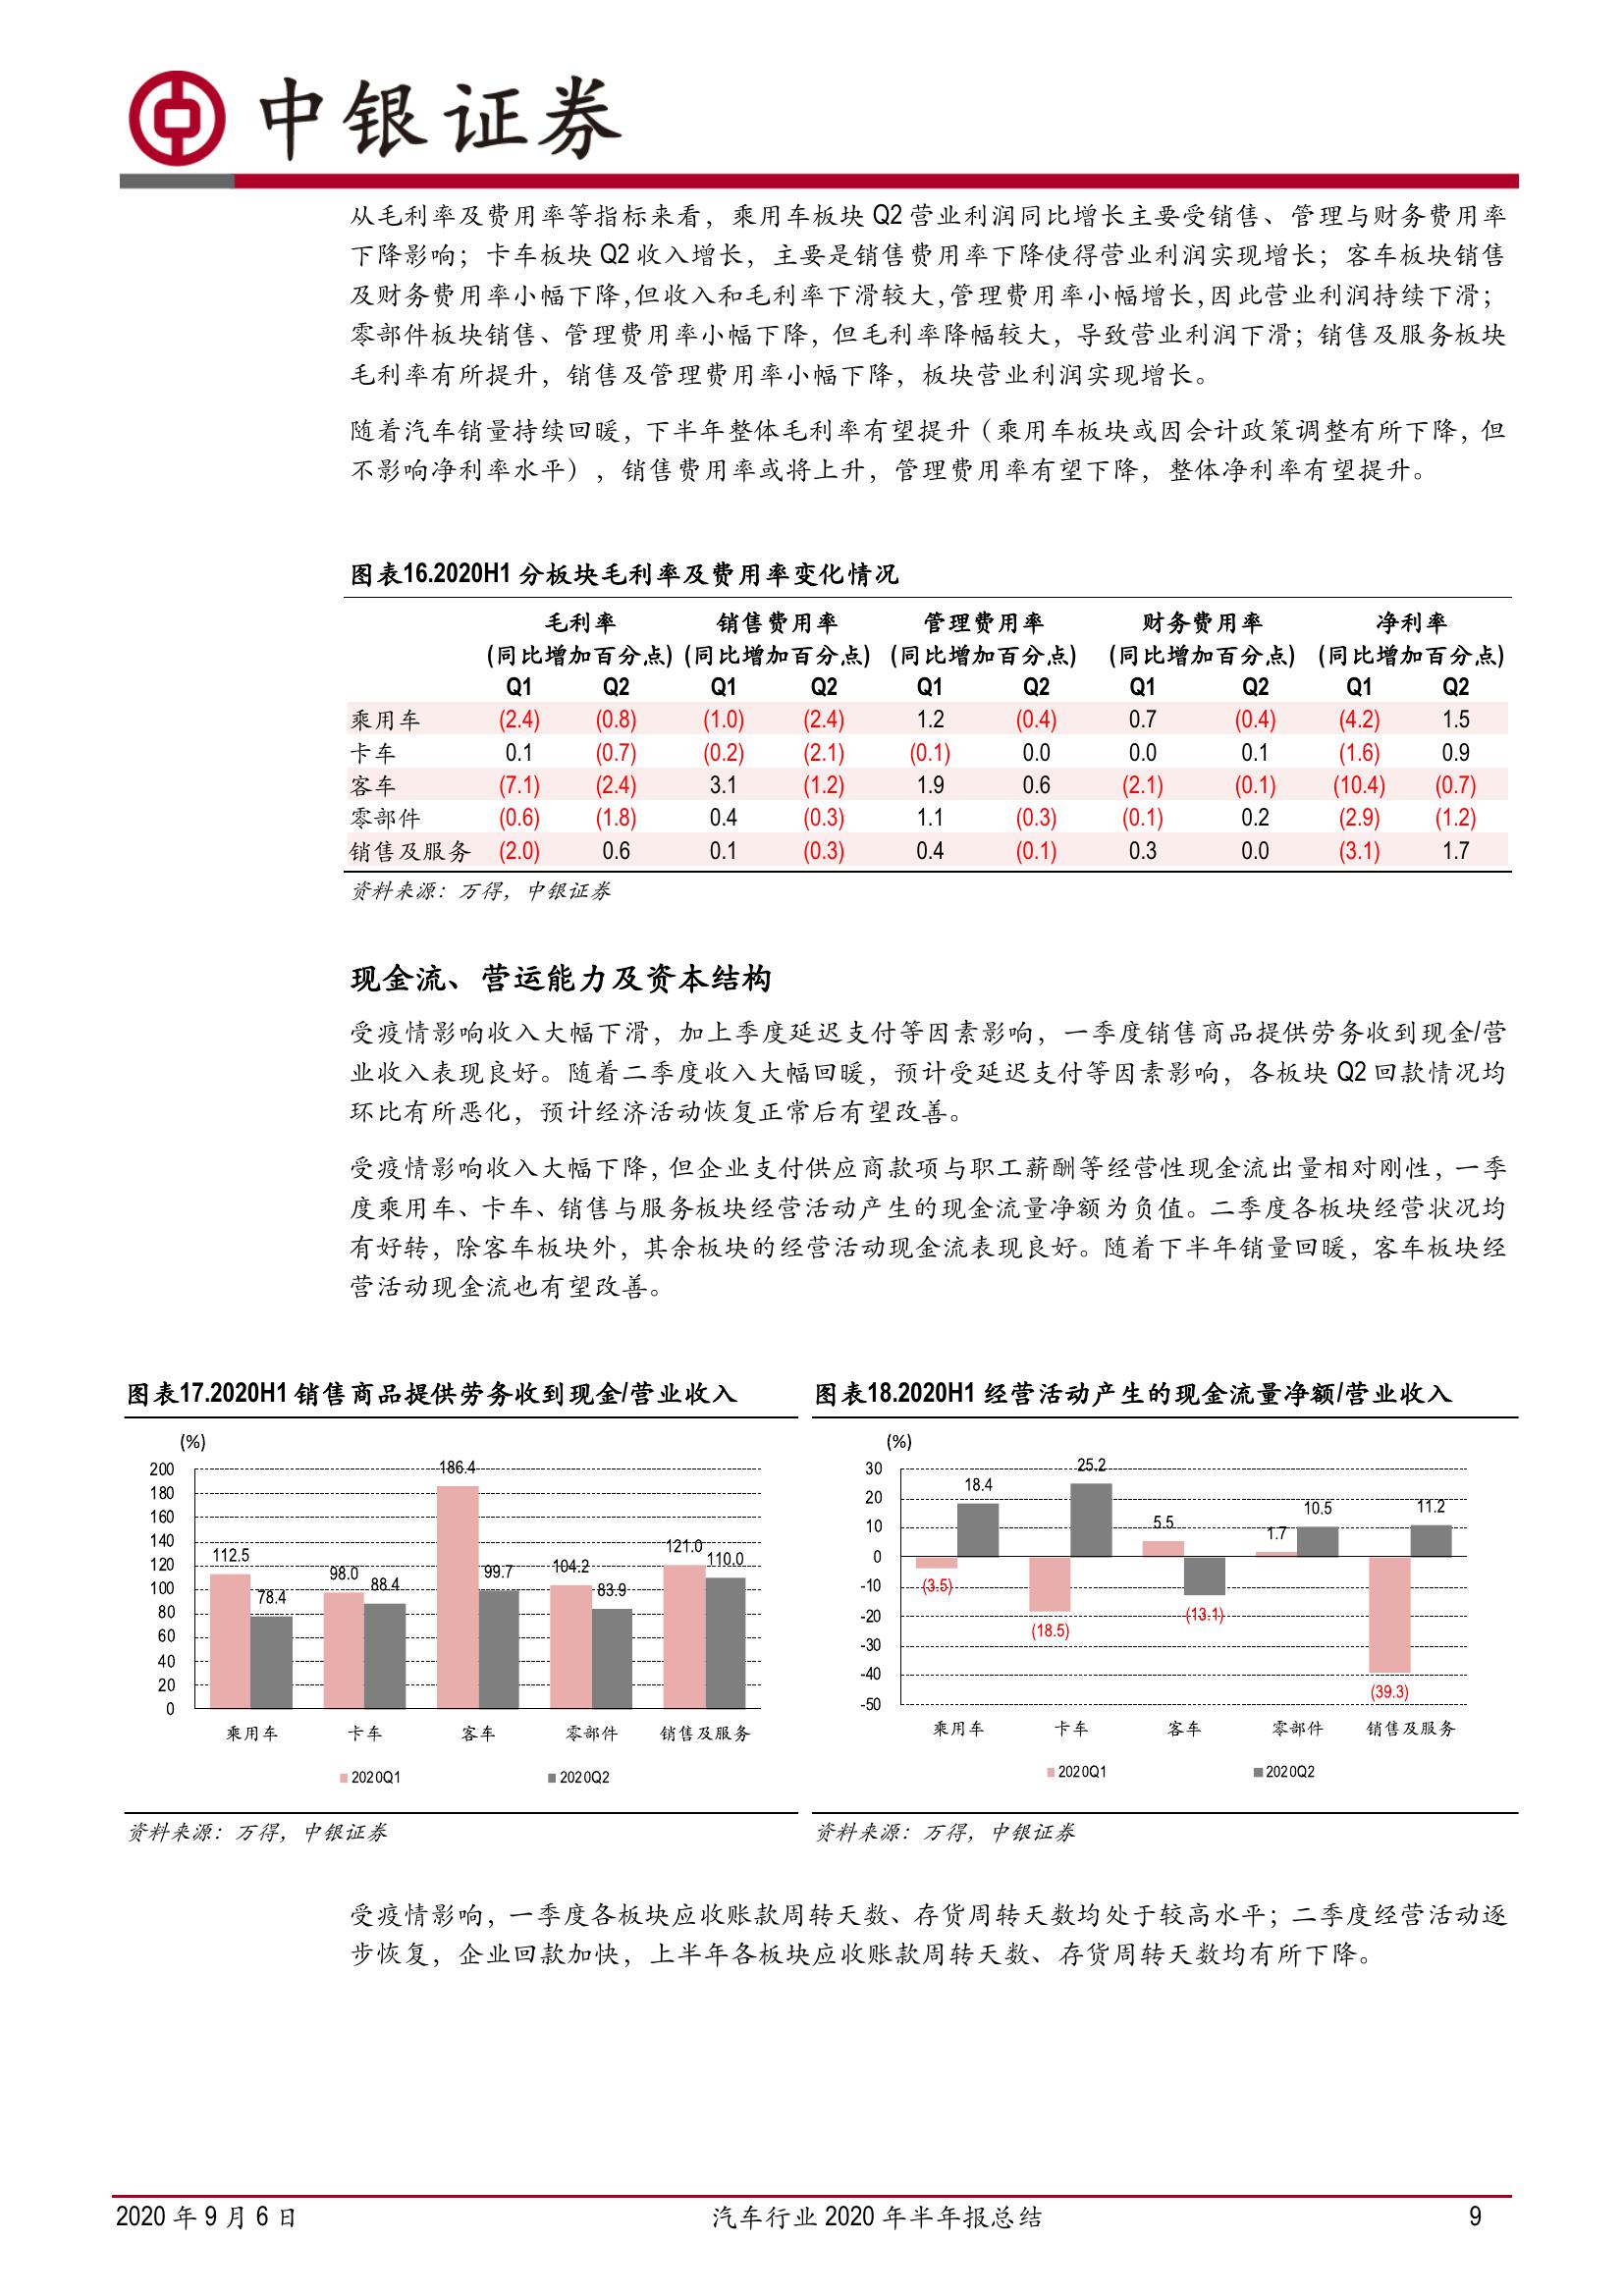 中银证券
从毛利率及费用率等指标来看，乘用车板块 Q2 营业利润同比增长主要受销售、管理与财务费用率
下降影响；卡车板块 Q2 收入增长，主要是销售费用率下降使得营业利润实现增长；客车板块销售
及财务费用率小幅下降,但收入和毛利率下滑较大,管理费用率小幅增长,因此营业利润持续下滑；
零部件板块销售、管理费用率小幅下降，但毛利率降幅较大，导致营业利润下滑；销售及服务板块
毛利率有所提升，销售及管理费用率小幅下降，板块营业利润实现增长。
随着汽车销量持续回暖，下半年整体毛利率有望提升（乘用车板块或因会计政策调整有所下降，但
不影响净利率水平），销售费用率或将上升，管理费用率有望下降，整体净利率有望提升。
图表16.2020H1 分板块毛利率及费用率变化情况
毛利率 销售费用率 管理费用率 财务费用率 净利率
(同比增加百分点) (同比增加百分点) (同比增加百分点) (同比增加百分点) (同比增加百分点)
Q1 Q2 Q1 Q2 Q1 Q2 Q1 Q2 Q1 Q2
乘用车 (2.4) (0.8) (1.0) (2.4) 1.2 (0.4) 0.7 (0.4) (4.2) 1.5
卡车 0.1 (0.7) (0.2) (2.1) (0.1) 0.0 0.0 0.1 (1.6) 0.9
客车 (7.1) (2.4) 3.1 (1.2) 1.9 0.6 (2.1) (0.1) (10.4) (0.7)
零部件 (0.6) (1.8) 0.4 (0.3) 1.1 (0.3) (0.1) 0.2 (2.9) (1.2)
销售及服务 (2.0) 0.6 0.1 (0.3) 0.4 (0.1) 0.3 0.0 (3.1) 1.7
资料来源：万得，中银证券
现金流、营运能力及资本结构
受疫情影响收入大幅下滑，加上季度延迟支付等因素影响，一季度销售商品提供劳务收到现金/营
业收入表现良好。随着二季度收入大幅回暖，预计受延迟支付等因素影响，各板块 Q2 回款情况均
环比有所恶化，预计经济活动恢复正常后有望改善。
受疫情影响收入大幅下降，但企业支付供应商款项与职工薪酬等经营性现金流出量相对刚性，一季
度乘用车、卡车、销售与服务板块经营活动产生的现金流量净额为负值。二季度各板块经营状况均
有好转，除客车板块外，其余板块的经营活动现金流表现良好。随着下半年销量回暖，客车板块经
营活动现金流也有望改善。
图表17.2020H1 销售商品提供劳务收到现金/营业收入
(%)
200
180
160
140
120
100
80
60
40
20
0
112.5 78.4 98.0 88.4 186.4 99.7 104.2 83.9 121.0 110.0
乘用车 卡车 客车 零部件 销售及服务
2020Q1 2020Q2
资料来源：万得，中银证券
图表18.2020H1 经营活动产生的现金流量净额/营业收入
(%)
30
20
10
0
-10
-20
-30
-40
-50
(3.5) 18.4 (18.5) 25.2 5.5 (13.1) 1.7 10.5 (39.3) 11.2
乘用车 卡车 客车 零部件 销售及服务
2020Q1 2020Q2
资料来源：万得，中银证券
受疫情影响，一季度各板块应收账款周转天数、存货周转天数均处于较高水平；二季度经营活动逐
步恢复，企业回款加快，上半年各板块应收账款周转天数、存货周转天数均有所下降。
2020 年 9 月 6 日 汽车行业 2020 年半年报总结 9